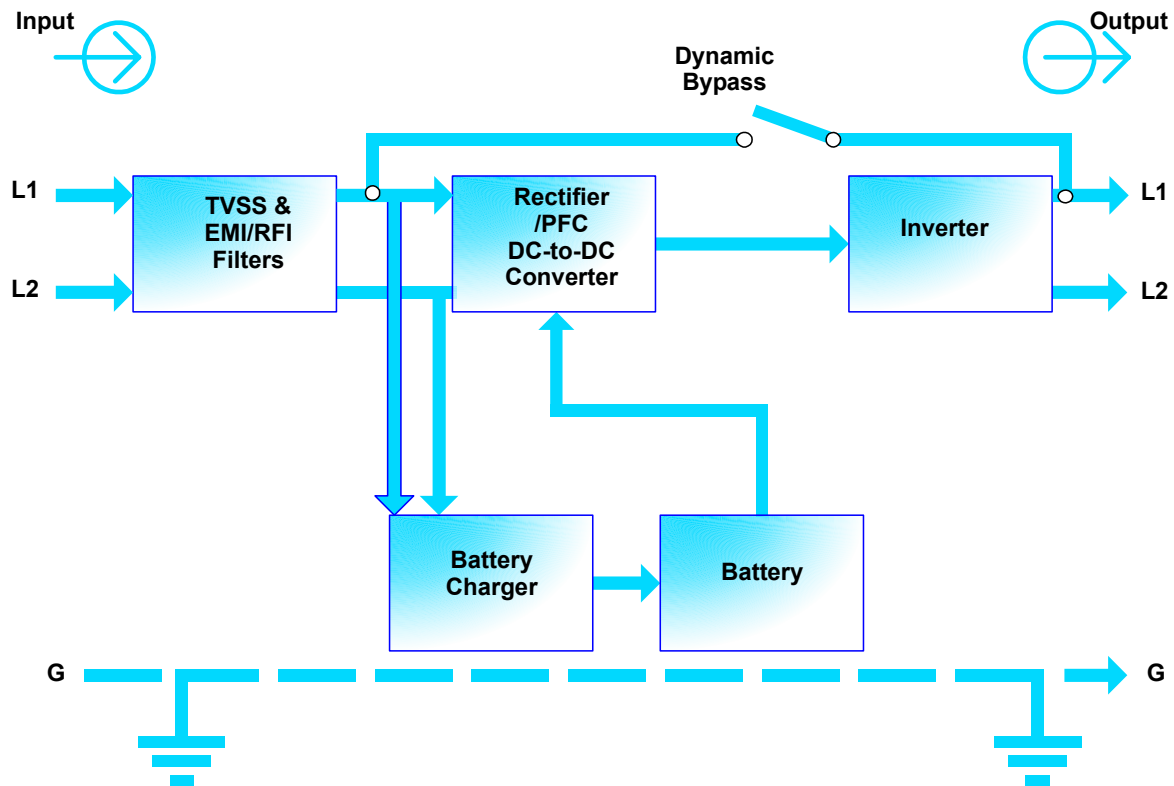 Input
Output
Dynamic
Bypass
L1
TVSS &
EMI/RFI
Filters
Rectifier
/PFC
DC-to-DC
Converter
Inverter
L1
L2
L2
Battery
Charger
Battery
G
G